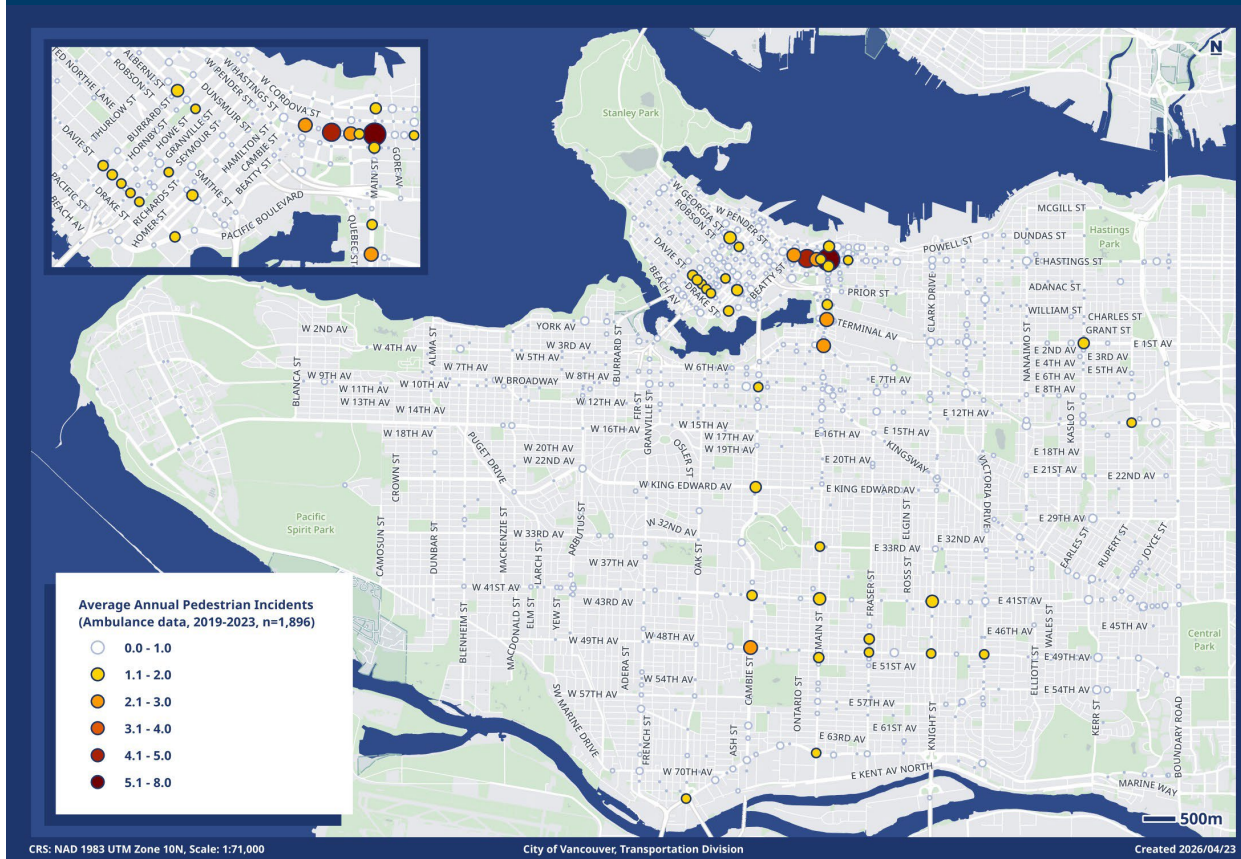 ALBERNI ST
ROBSON ST
TED NORTHE LANE
THURLOW ST
BURRARD ST
HORNBY ST
HOWE ST
GRANVILLE ST
SEYMOUR ST
W HASTINGS ST
W PENDER ST
DUNSMUIR ST
W CORDOVA ST
HAMILTON ST
CAMBIE ST
BEATTY ST
DAVIE ST
PACIFIC ST
BEACH AV
DRAKE ST
RICHARDS ST
HOMER ST
SMITHE ST
PACIFIC BOULEVARD
QUEBEC ST
MAIN ST
GORE AV
N
Stanley Park
W GEORGIA ST
ROBSON ST
W PENDER ST
DAVIE ST
BEACH AV
DRAKE ST
BEATTY ST
MCGILL ST
Hastings
Park
POWELL ST
DUNDAS ST
E HASTINGS ST
ADANAC ST
PRIOR ST
CLARK DRIVE
WILLIAM ST
CHARLES ST
GRANT ST
TERMINAL AV
E 1ST AV
W 2ND AV
YORK AV
W 4TH AV
ALMA ST
W 3RD AV
W 5TH AV
BURRARD ST
W 7TH AV
W 6TH AV
NANAIMO ST
E 2ND AV
E 3RD AV
E 4TH AV
E 5TH AV
E 6TH AV
E 8TH AV
BLANCA ST
W 9TH AV
W 10TH AV
W BROADWAY
W 8TH AV
E 7TH AV
W 11TH AV
W 13TH AV
W 14TH AV
W 12TH AV
FIR ST
GRANVILLE ST
E 12TH AV
KASLO ST
W 18TH AV
W 16TH AV
W 15TH AV
W 17TH AV
W 19TH AV
E 16TH AV
E 15TH AV
PUGET DRIVE
W 20TH AV
W 22ND AV
OSLER ST
E 20TH AV
KINGSWAY
E 18TH AV
E 21ST AV
E 22ND AV
CROWN ST
W KING EDWARD AV
E KING EDWARD AV
VICTORIA DRIVE
Pacific
Spirit Park
CAMOSUN ST
DUNBAR ST
MACKENZIE ST
W 33RD AV
LARCH ST
ARBUTUS ST
W 32ND AV
ELGIN ST
E 29TH AV
E 33RD AV
E 32ND AV
EARLES ST
RUPERT ST
JOYCE ST
W 37TH AV
OAK ST
ROSS ST
W 41ST AV
W 43RD AV
FRASER ST
E 41ST AV
BLENHEIM ST
MACDONALD ST
ELM ST
YEW ST
W 49TH AV
W 48TH AV
MAIN ST
E 46TH AV
WALES ST
E 45TH AV
Central
Park
ADERA ST
E 51ST AV
E 49TH AV
ELLIOTT ST
W 54TH AV
CAMBIE ST
E 54TH AV
SW MARINE DRIVE
W 57TH AV
ONTARIO ST
E 57TH AV
KERR ST
BOUNDARY ROAD
FRENCH ST
ASH ST
E 61ST AV
E 63RD AV
KNIGHT ST
W 70TH AV
E KENT AV NORTH
MARINE WAY
Average Annual Pedestrian Incidents
(Ambulance data, 2019-2023, n=1,896)
0.0 - 1.0
1.1 - 2.0
2.1 - 3.0
3.1 - 4.0
4.1 - 5.0
5.1 - 8.0
500m
CRS: NAD 1983 UTM Zone 10N, Scale: 1:71,000
City of Vancouver, Transportation Division
Created 2026/04/23